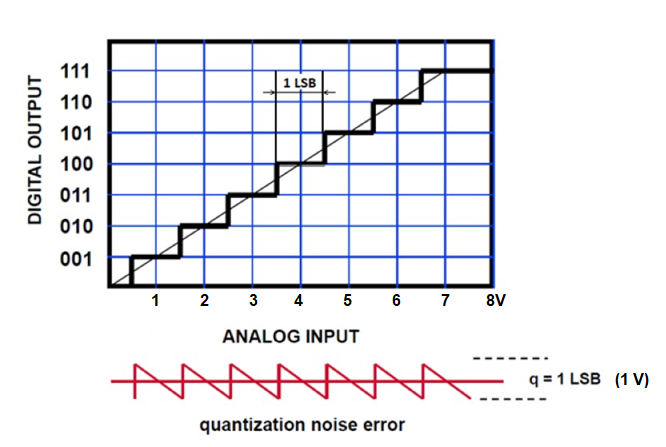 DIGITAL OUTPUT
111
110
101
100
011
010
001
1 LSB
1 2 3 4 5 6 7 8V
ANALOG INPUT
q = 1 LSB (1 V)
quantization noise error